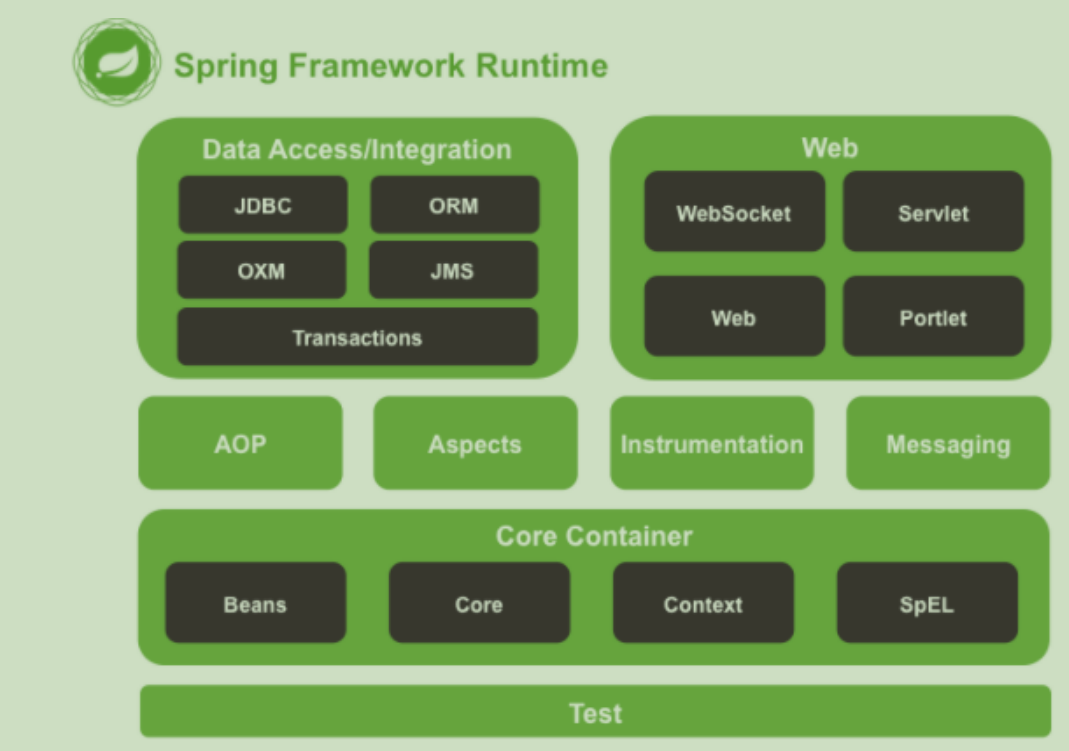 Spring Framework Runtime
Data Access/Integration
JDBC
ORM
OXM
JMS
Transactions
Web
WebSocket
Servlet
Web
Portlet
AOP
Aspects
Instrumentation
Messaging
Core Container
Beans
Core
Context
SpEL
Test